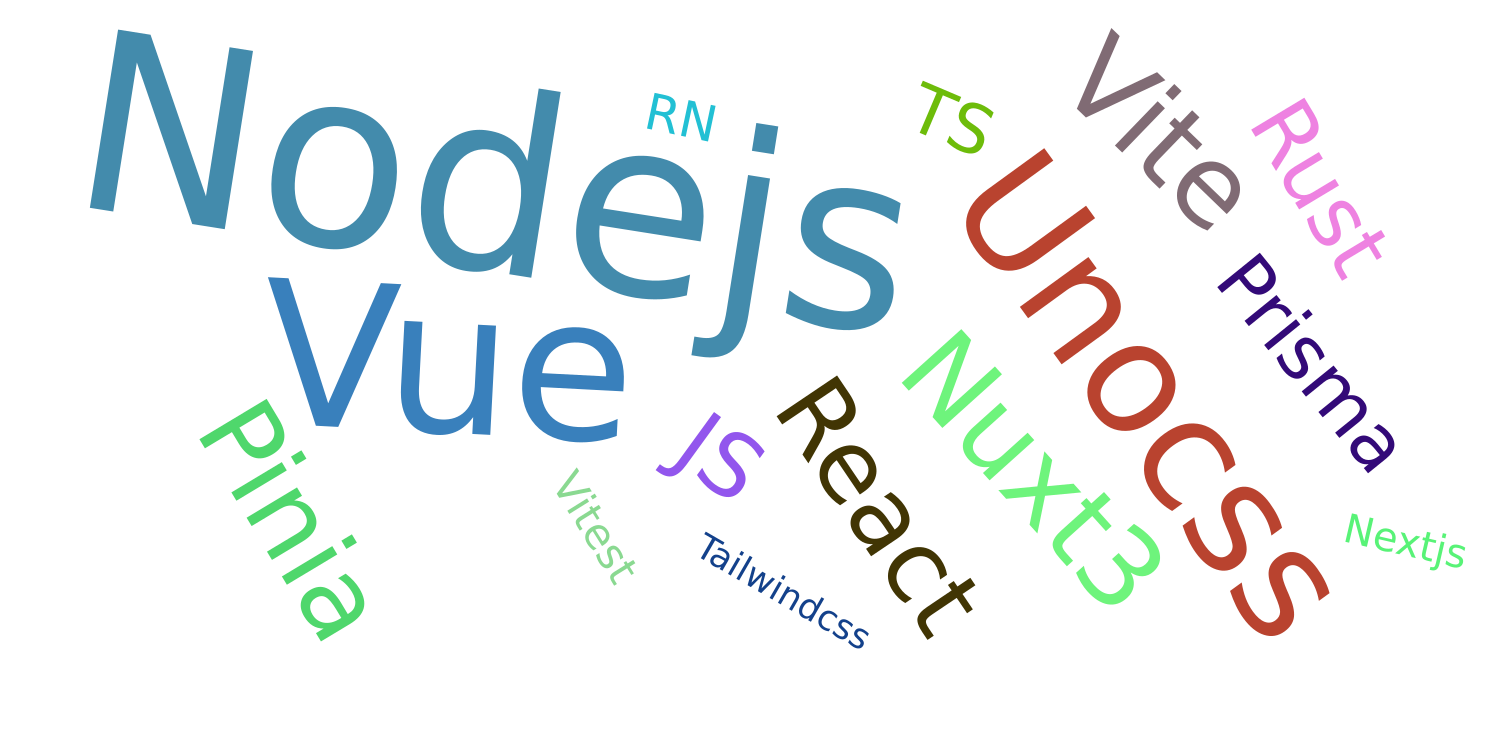 Nodejs
RN
TS
Vite
Rust
Unocss
Prisma
Vue
Nuxt3
React
JS
Pinia
Vitest
Tailwindcss
Nextjs